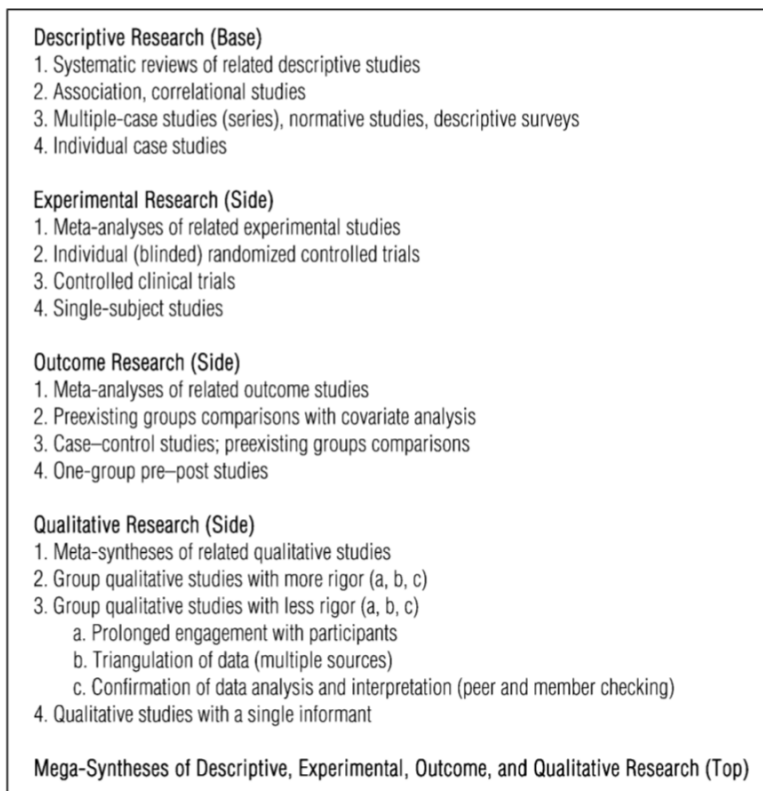 Descriptive Research (Base)
1. Systematic reviews of related descriptive studies
2. Association, correlational studies
3. Multiple-case studies (series), normative studies, descriptive surveys
4. Individual case studies
Experimental Research (Side)
1. Meta-analyses of related experimental studies
2. Individual (blinded) randomized controlled trials
3. Controlled clinical trials
4. Single-subject studies
Outcome Research (Side)
1. Meta-analyses of related outcome studies
2. Preexisting groups comparisons with covariate analysis
3. Case–control studies; preexisting groups comparisons
4. One-group pre–post studies
Qualitative Research (Side)
1. Meta-syntheses of related qualitative studies
2. Group qualitative studies with more rigor (a, b, c)
3. Group qualitative studies with less rigor (a, b, c)
a. Prolonged engagement with participants
b. Triangulation of data (multiple sources)
c. Confirmation of data analysis and interpretation (peer and member checking)
4. Qualitative studies with a single informant
Mega-Syntheses of Descriptive, Experimental, Outcome, and Qualitative Research (Top)